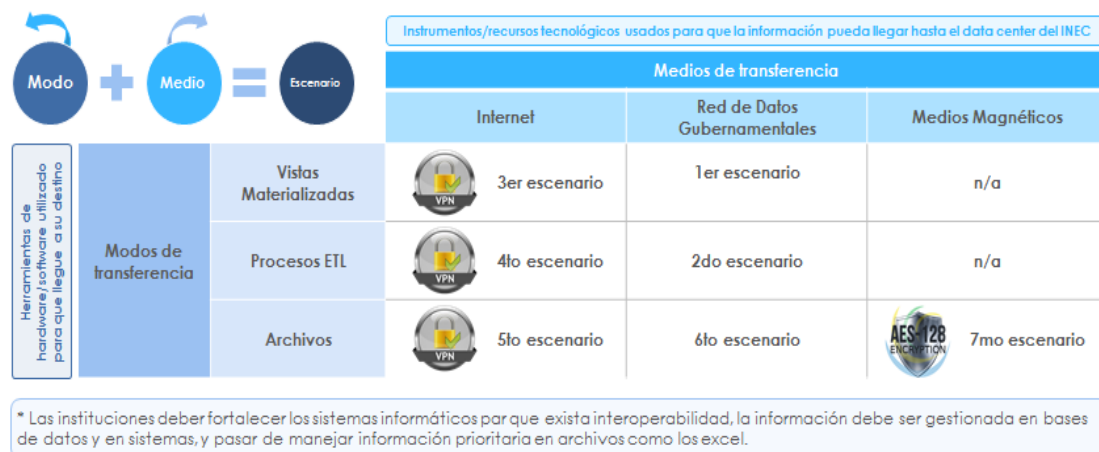 Instrumentos/recursos tecnológicos usados para que la información pueda llegar hasta el data center del INEC
Modo
Medio
Escenario
Medios de transferencia
Internet
Red de Datos
Gubernamentales
Medios Magnéticos
Herramientas de
hardware/software utilizado
para que llegue a su destino
Modos de
transferencia
Vistas
Materializadas
VPN
3er escenario
1er escenario
n/a
Procesos ETL
VPN
4to escenario
2do escenario
n/a
Archivos
VPN
5to escenario
6to escenario
AES-128
ENCRYPTION
7mo escenario
* Las instituciones deber fortalecer los sistemas informáticos par que exista interoperabilidad, la información debe ser gestionada en bases
de datos y en sistemas, y pasar de manejar información prioritaria en archivos como los excel.